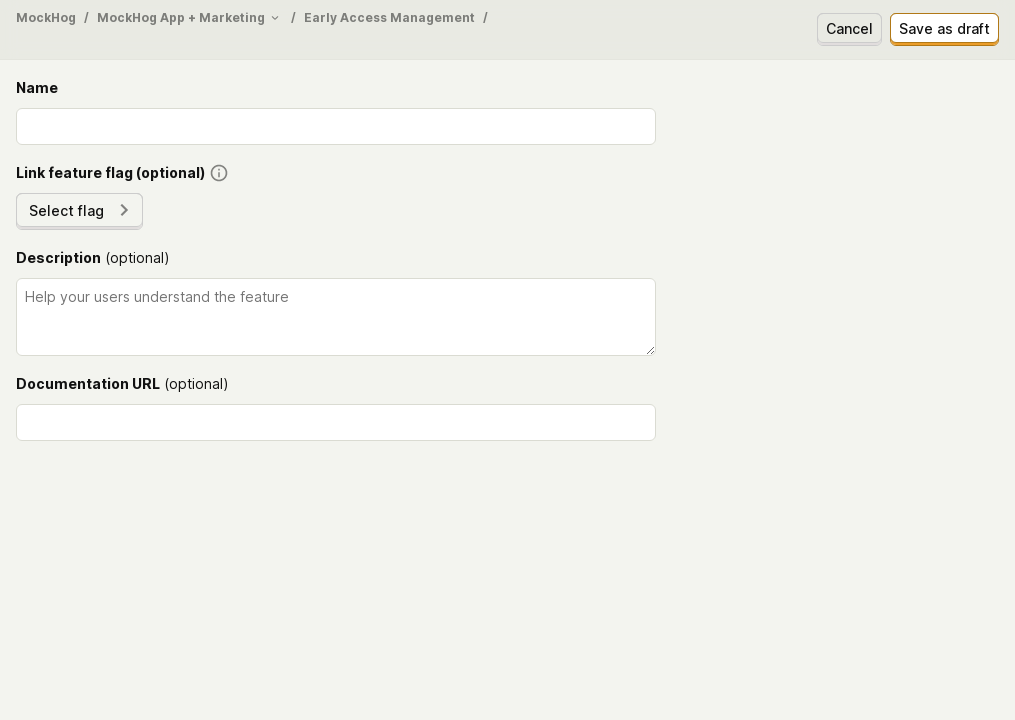 MockHog / MockHog App + Marketing / Early Access Management /
Cancel
Save as draft
Name
Link feature flag (optional)
Select flag
Description (optional)
Help your users understand the feature
Documentation URL (optional)